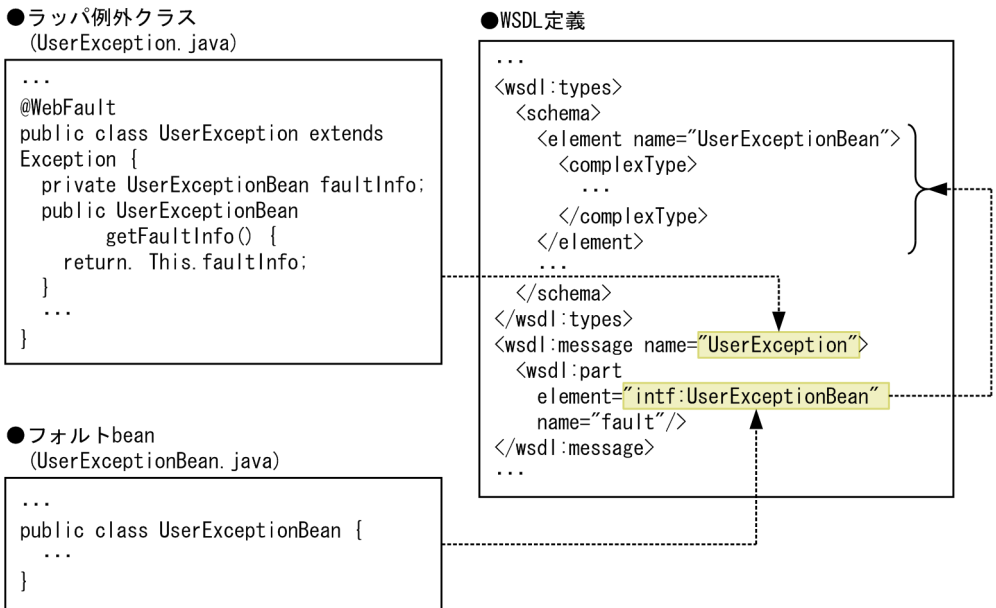 ●ラッパ例外クラス
(UserException.java)
...
@WebFault
public class UserException extends
Exception {
private UserExceptionBean faultInfo;
public UserExceptionBean
getFaultInfo() {
return. This.faultInfo;
}
...
}
●フォルトbean
(UserExceptionBean.java)
...
public class UserExceptionBean {
...
}
●WSDL定義
...
<wsdl:types>
<schema>
<element name="UserExceptionBean">
<complexType>
...
</complexType>
</element>
...
</schema>
</wsdl:types>
<wsdl:message name="UserException">
<wsdl:part
element="intf:UserExceptionBean"
name="fault"/>
</wsdl:message>
...